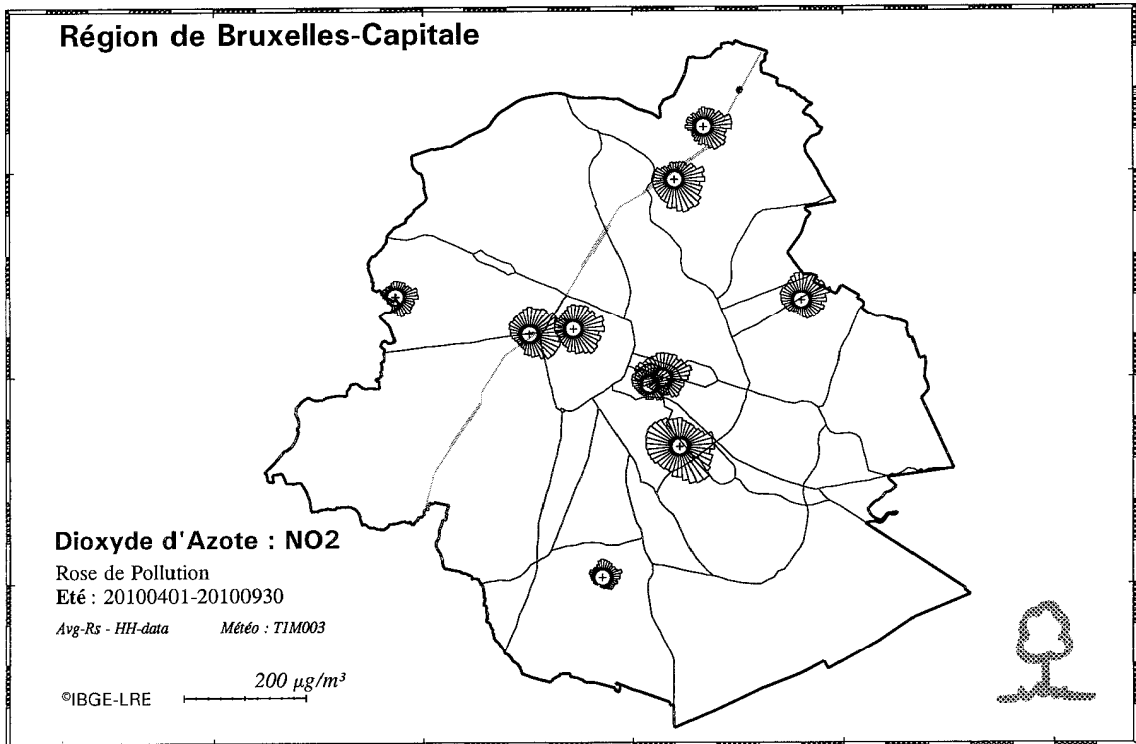 Région de Bruxelles-Capitale
Dioxyde d'Azote : NO2
Rose de Pollution
Eté : 20100401-20100930
Avg-Rs - HH-data Météo : T1M003
200 µg/m³
©IBGE-LRE